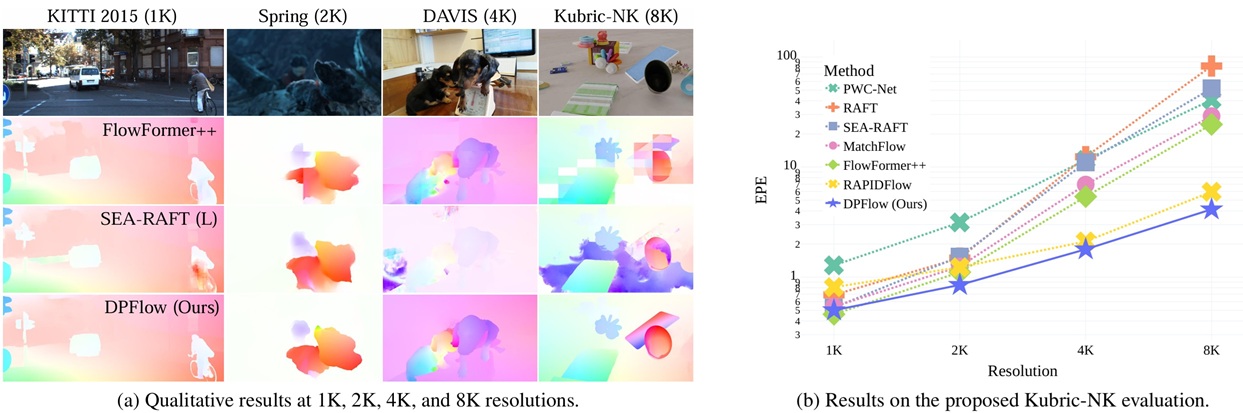 KITTI 2015 (1K) Spring (2K) DAVIS (4K) Kubric-NK (8K)
FlowFormer++
SEA-RAFT (L)
DPFlow (Ours)
(a) Qualitative results at 1K, 2K, 4K, and 8K resolutions.
EPE
100
9
8
7
6
5
4
3
2
10
9
8
7
6
5
4
3
2
1
9
8
7
6
5
4
3
Method
PWC-Net
RAFT
SEA-RAFT
MatchFlow
FlowFormer++
RAPIDFlow
DPFlow (Ours)
1K 2K 4K 8K
Resolution
(b) Results on the proposed Kubric-NK evaluation.